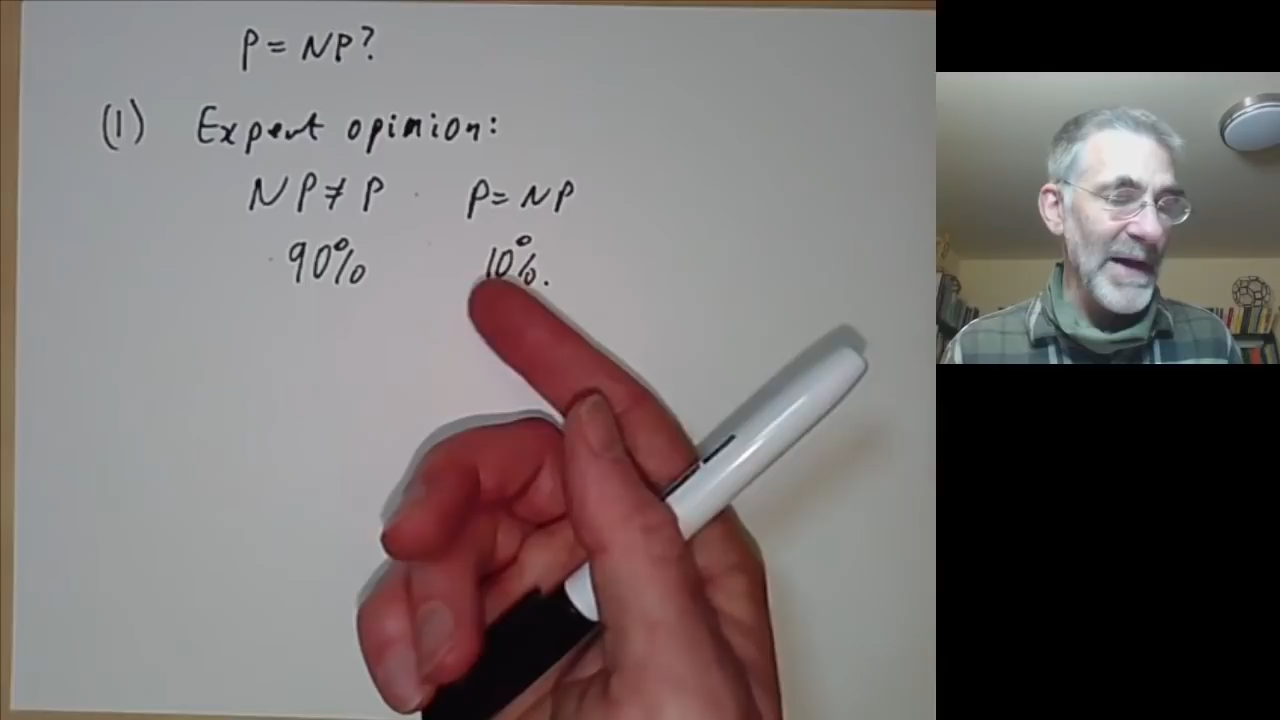 P = NP?
(1) Expert opinion:
NP ≠ P P = NP
90% 10%.